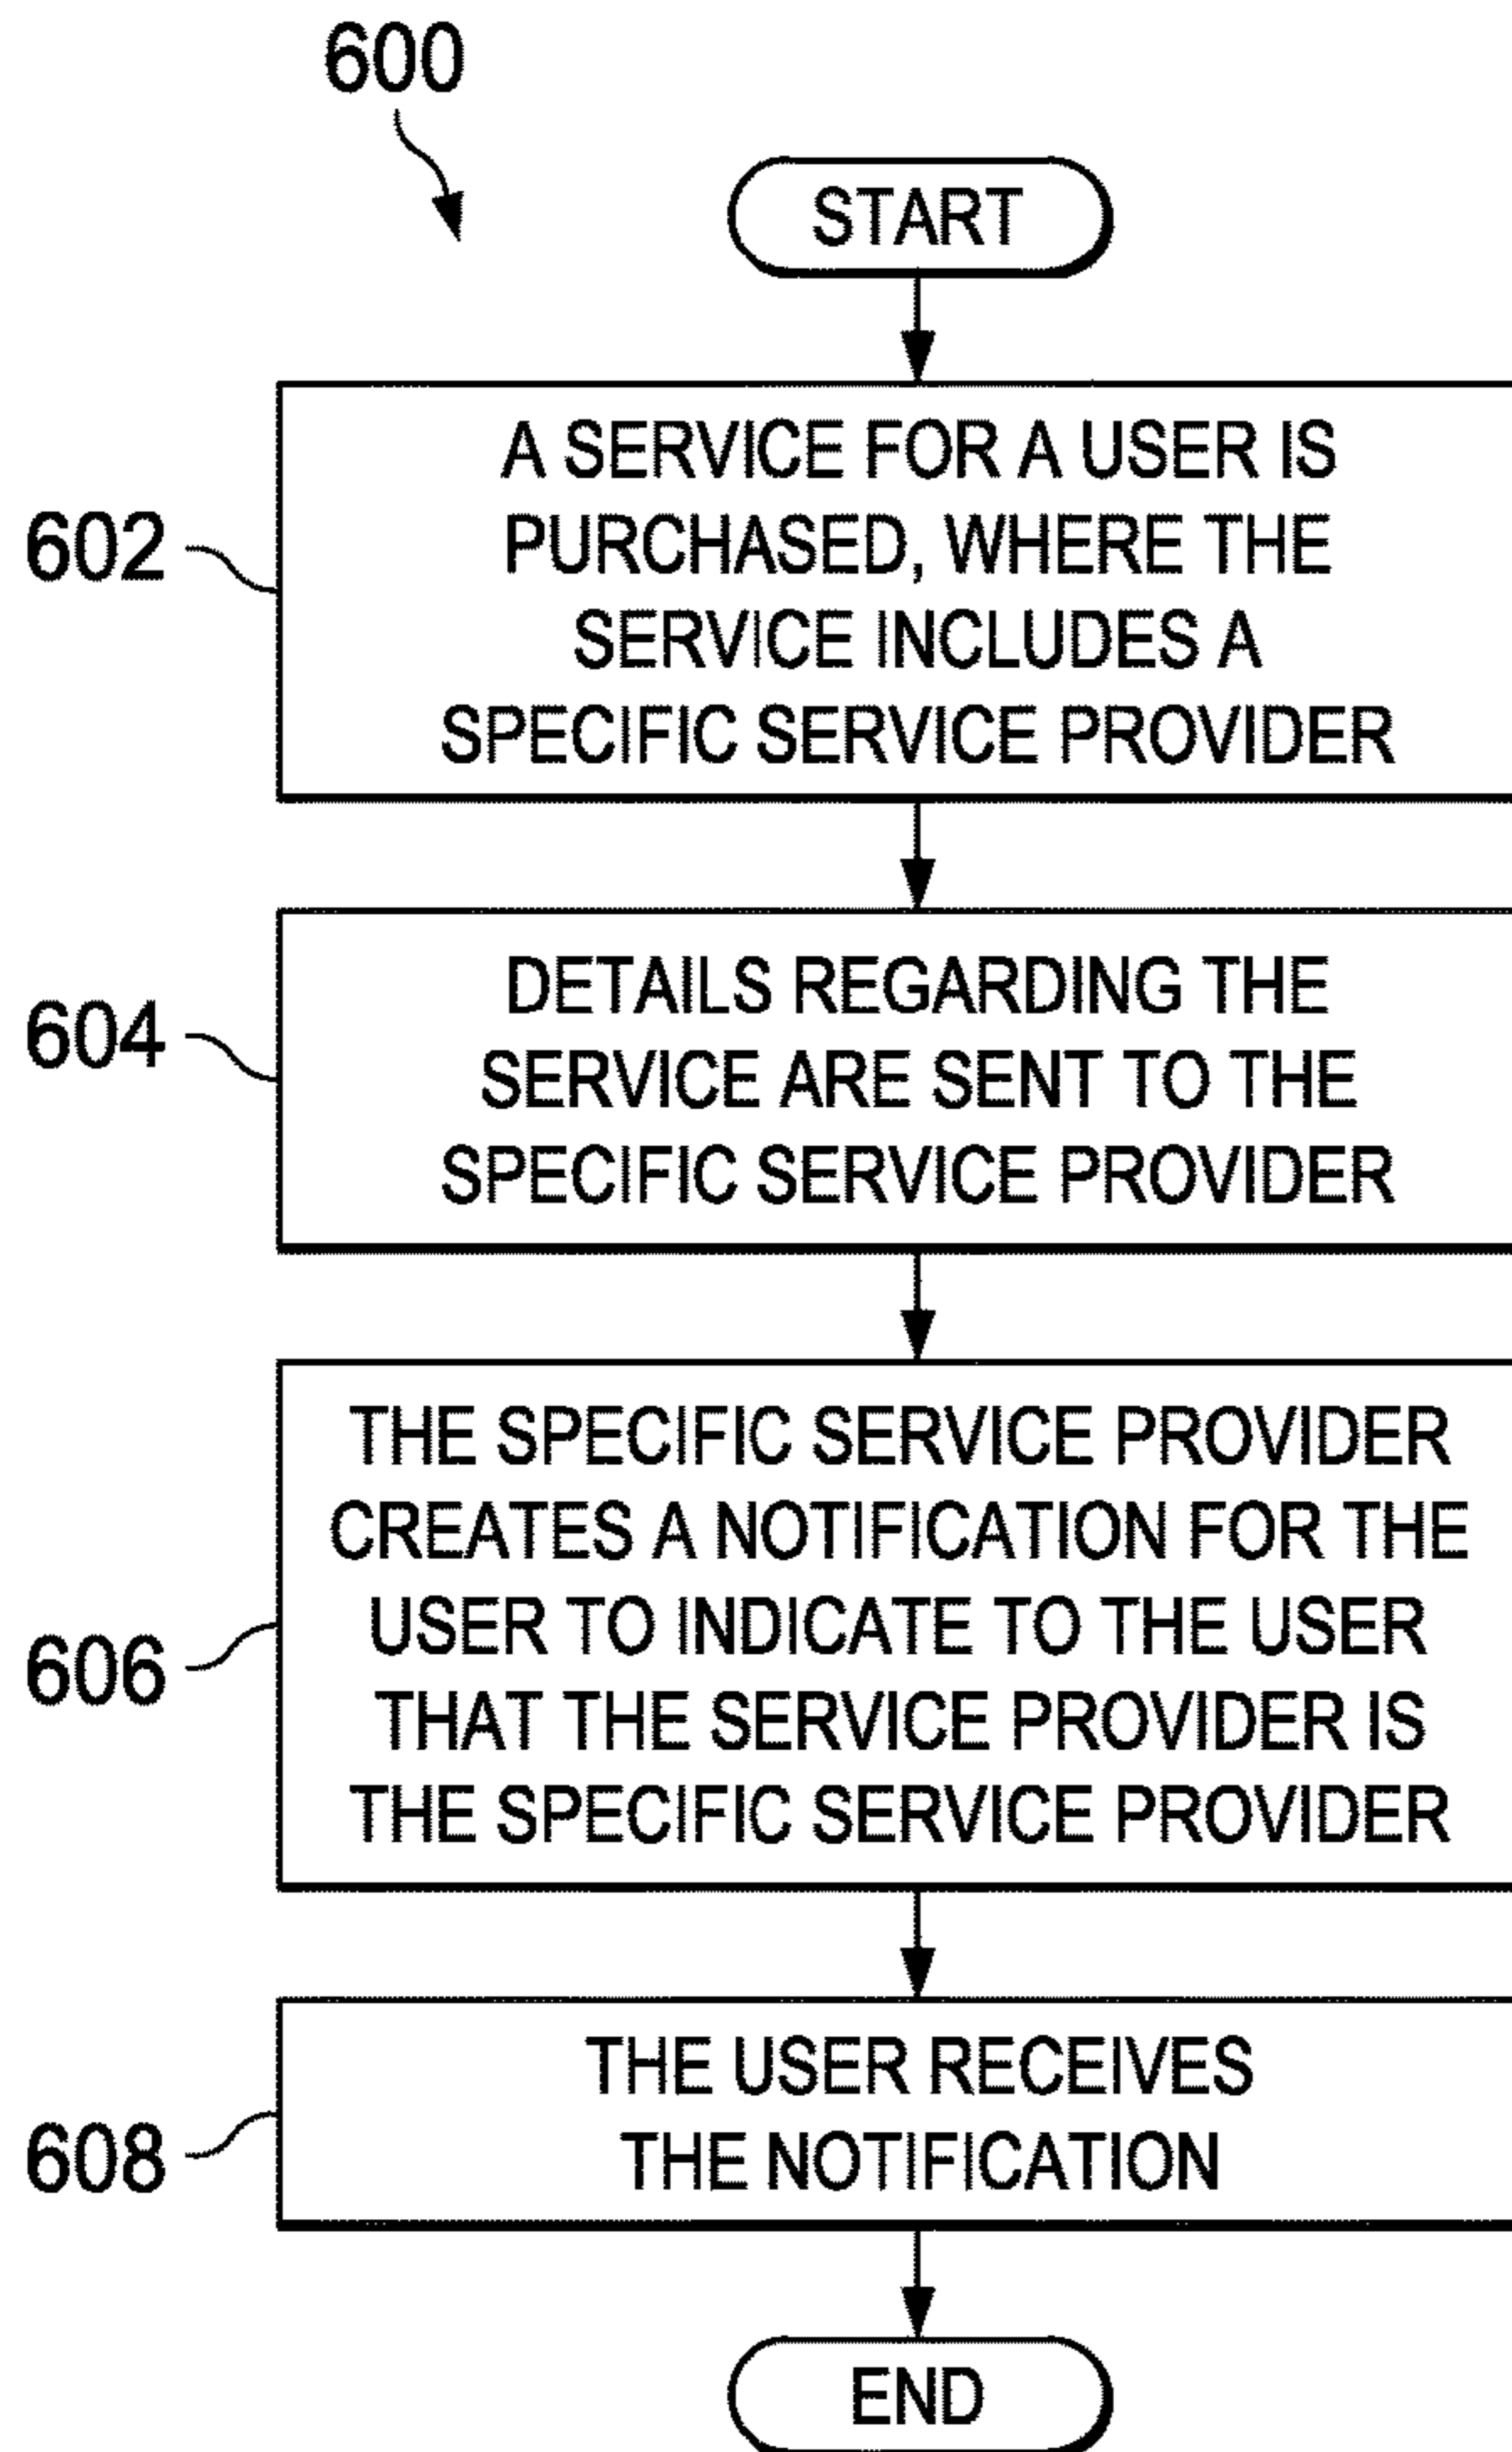 600
START
602
A SERVICE FOR A USER IS
PURCHASED, WHERE THE
SERVICE INCLUDES A
SPECIFIC SERVICE PROVIDER
604
DETAILS REGARDING THE
SERVICE ARE SENT TO THE
SPECIFIC SERVICE PROVIDER
606
THE SPECIFIC SERVICE PROVIDER
CREATES A NOTIFICATION FOR THE
USER TO INDICATE TO THE USER
THAT THE SERVICE PROVIDER IS
THE SPECIFIC SERVICE PROVIDER
608
THE USER RECEIVES
THE NOTIFICATION
END